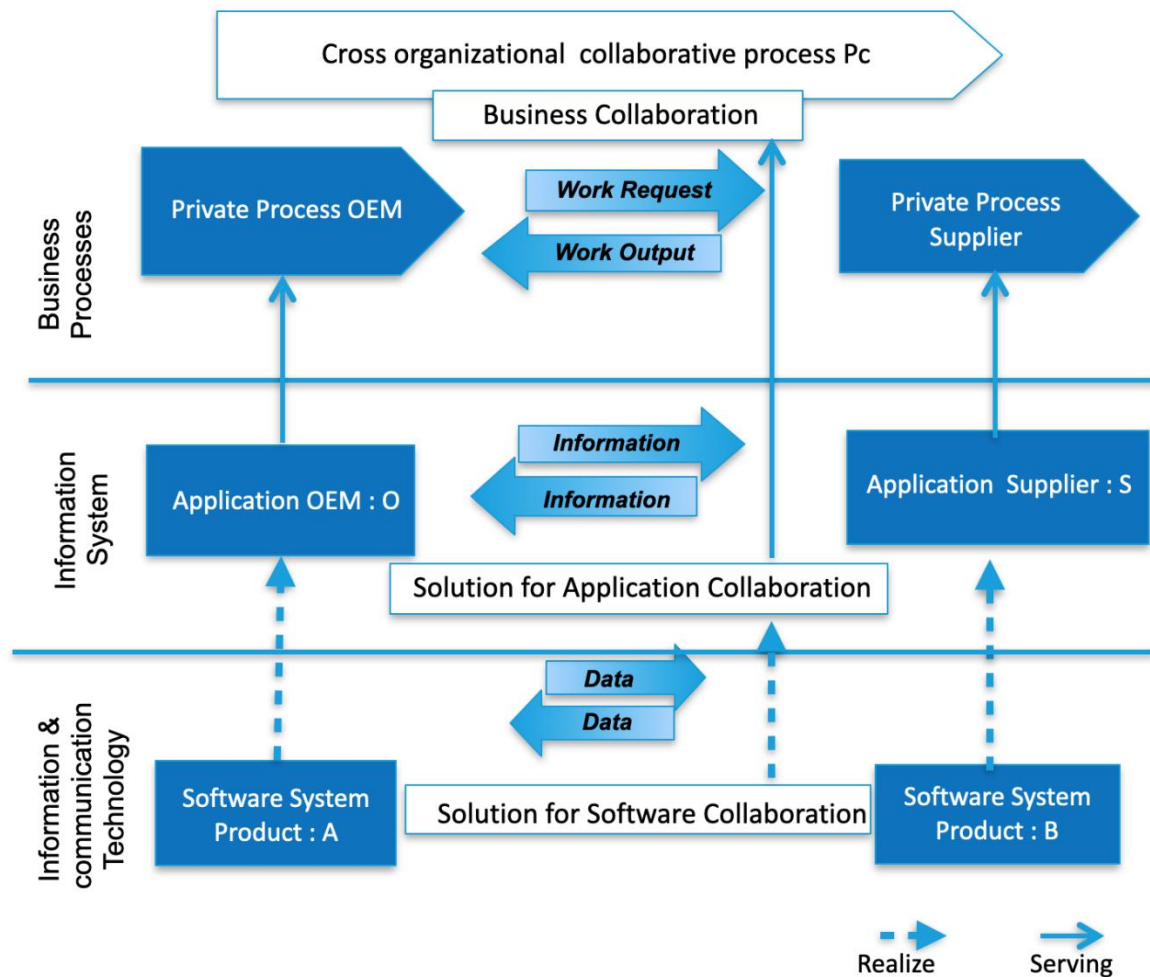 Cross organizational collaborative process Pc
Business Collaboration
Business
Processes
Private Process OEM
Work Request
Work Output
Private Process
Supplier
Information
System
Application OEM : O
Information
Information
Application Supplier : S
Solution for Application Collaboration
Information &
communication
Technology
Data
Data
Software System
Product : A
Solution for Software Collaboration
Software System
Product : B
Realize
Serving